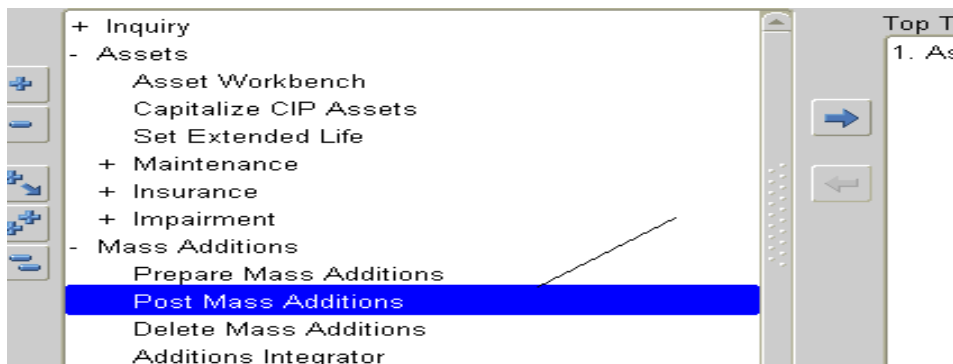 + Inquiry
- Assets
Asset Workbench
Capitalize CIP Assets
Set Extended Life
+ Maintenance
+ Insurance
+ Impairment
- Mass Additions
Prepare Mass Additions
Post Mass Additions
Delete Mass Additions
Additions Integrator
Top
1.